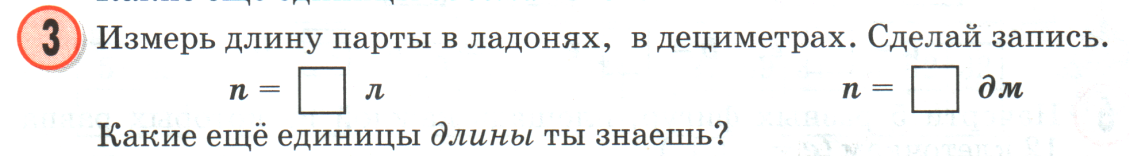 3 Измерь длину парты в ладонях, в дециметрах. Сделай запись.
п = □ л п = □ дм
Какие ещё единицы длины ты знаешь?